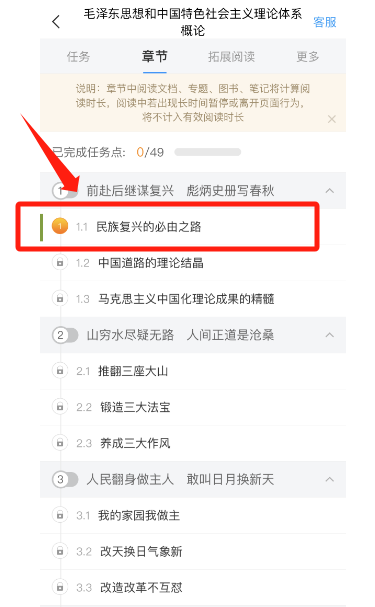 毛泽东思想和中国特色社会主义理论体系
概论
客服
任务
章节
拓展阅读
更多
说明：章节中阅读文档、专题、图书、笔记将计算阅
读时长，阅读中若出现长时间暂停或离开页面行为，
将不计入有效阅读时长
已完成任务点: 0/49
1 前赴后继谋复兴 彪炳史册写春秋
1 1.1 民族复兴的必由之路
1.2 中国道路的理论结晶
1.3 马克思主义中国化理论成果的精髓
2 山穷水尽疑无路 人间正道是沧桑
2.1 推翻三座大山
2.2 锻造三大法宝
2.3 养成三大作风
3 人民翻身做主人 敢叫日月换新天
3.1 我的家园我做主
3.2 改天换日气象新
3.3 改造改革不互怼